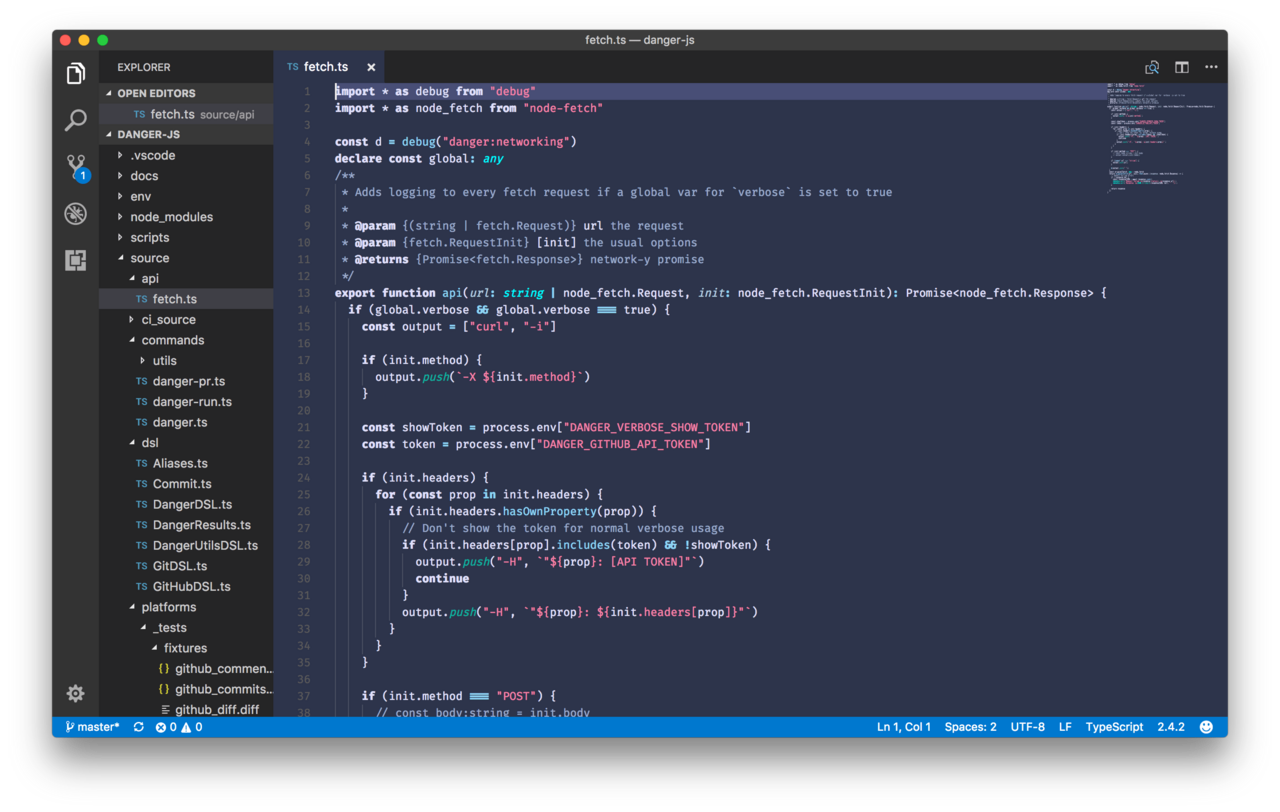 fetch.ts — danger-js
EXPLORER
OPEN EDITORS
TS fetch.ts source/api
DANGER-JS
.vscode
docs
env
node_modules
scripts
source
api
TS fetch.ts
ci_source
commands
utils
TS danger-pr.ts
TS danger-run.ts
TS danger.ts
dsl
TS Aliases.ts
TS Commit.ts
TS DangerDSL.ts
TS DangerResults.ts
TS DangerUtilsDSL.ts
TS GitDSL.ts
TS GitHubDSL.ts
platforms
_tests
fixtures
{} github_commen...
{} github_commits...
github_diff.diff
1
TS fetch.ts ×
1 import * as debug from "debug"
2 import * as node_fetch from "node-fetch"
3
4 const d = debug("danger:networking")
5 declare const global: any
6 /**
7 * Adds logging to every fetch request if a global var for `verbose` is set to true
8 *
9 * @param {(string | fetch.Request)} url the request
10 * @param {fetch.RequestInit} [init] the usual options
11 * @returns {Promise<fetch.Response>} network-y promise
12 */
13 export function api(url: string | node_fetch.Request, init: node_fetch.RequestInit): Promise<node_fetch.Response> {
14 if (global.verbose && global.verbose === true) {
15 const output = ["curl", "-i"]
16
17 if (init.method) {
18 output.push(`-X ${init.method}`)
19 }
20
21 const showToken = process.env["DANGER_VERBOSE_SHOW_TOKEN"]
22 const token = process.env["DANGER_GITHUB_API_TOKEN"]
23
24 if (init.headers) {
25 for (const prop in init.headers) {
26 if (init.headers.hasOwnProperty(prop)) {
27 // Don't show the token for normal verbose usage
28 if (init.headers[prop].includes(token) && !showToken) {
29 output.push("-H", `"${prop}: [API TOKEN]"`)
30 continue
31 }
32 output.push("-H", `"${prop}: ${init.headers[prop]}"`)
33 }
34 }
35 }
36
37 if (init.method === "POST") {
38 // const body:string = init.body
master* 0 0
Ln 1, Col 1 Spaces: 2 UTF-8 LF TypeScript 2.4.2